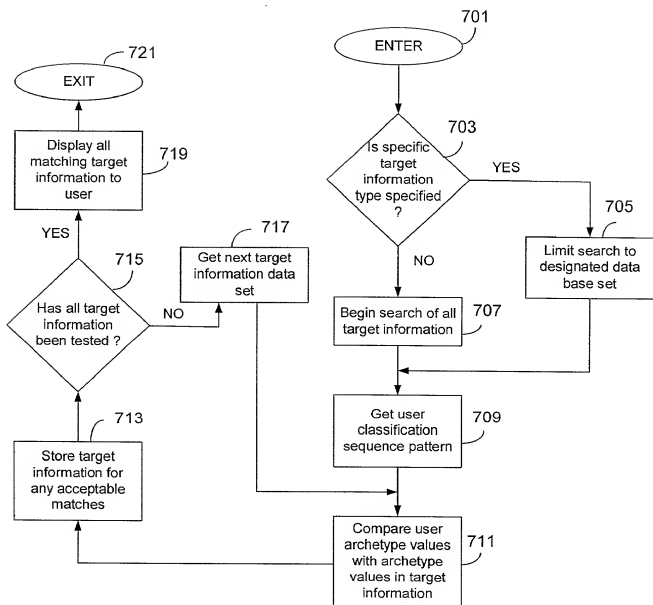 701
ENTER
703
Is specific
target
information
type specified
?
YES
NO
705
Limit search to
designated data
base set
Begin search of all
target information
707
Get user
classification
sequence pattern
709
Compare user
archetype values
with archetype
values in target
information
711
713
Store target
information for
any acceptable
matches
715
Has all target
information
been tested ?
NO
YES
717
Get next target
information data
set
Display all
matching target
information to
user
719
721
EXIT